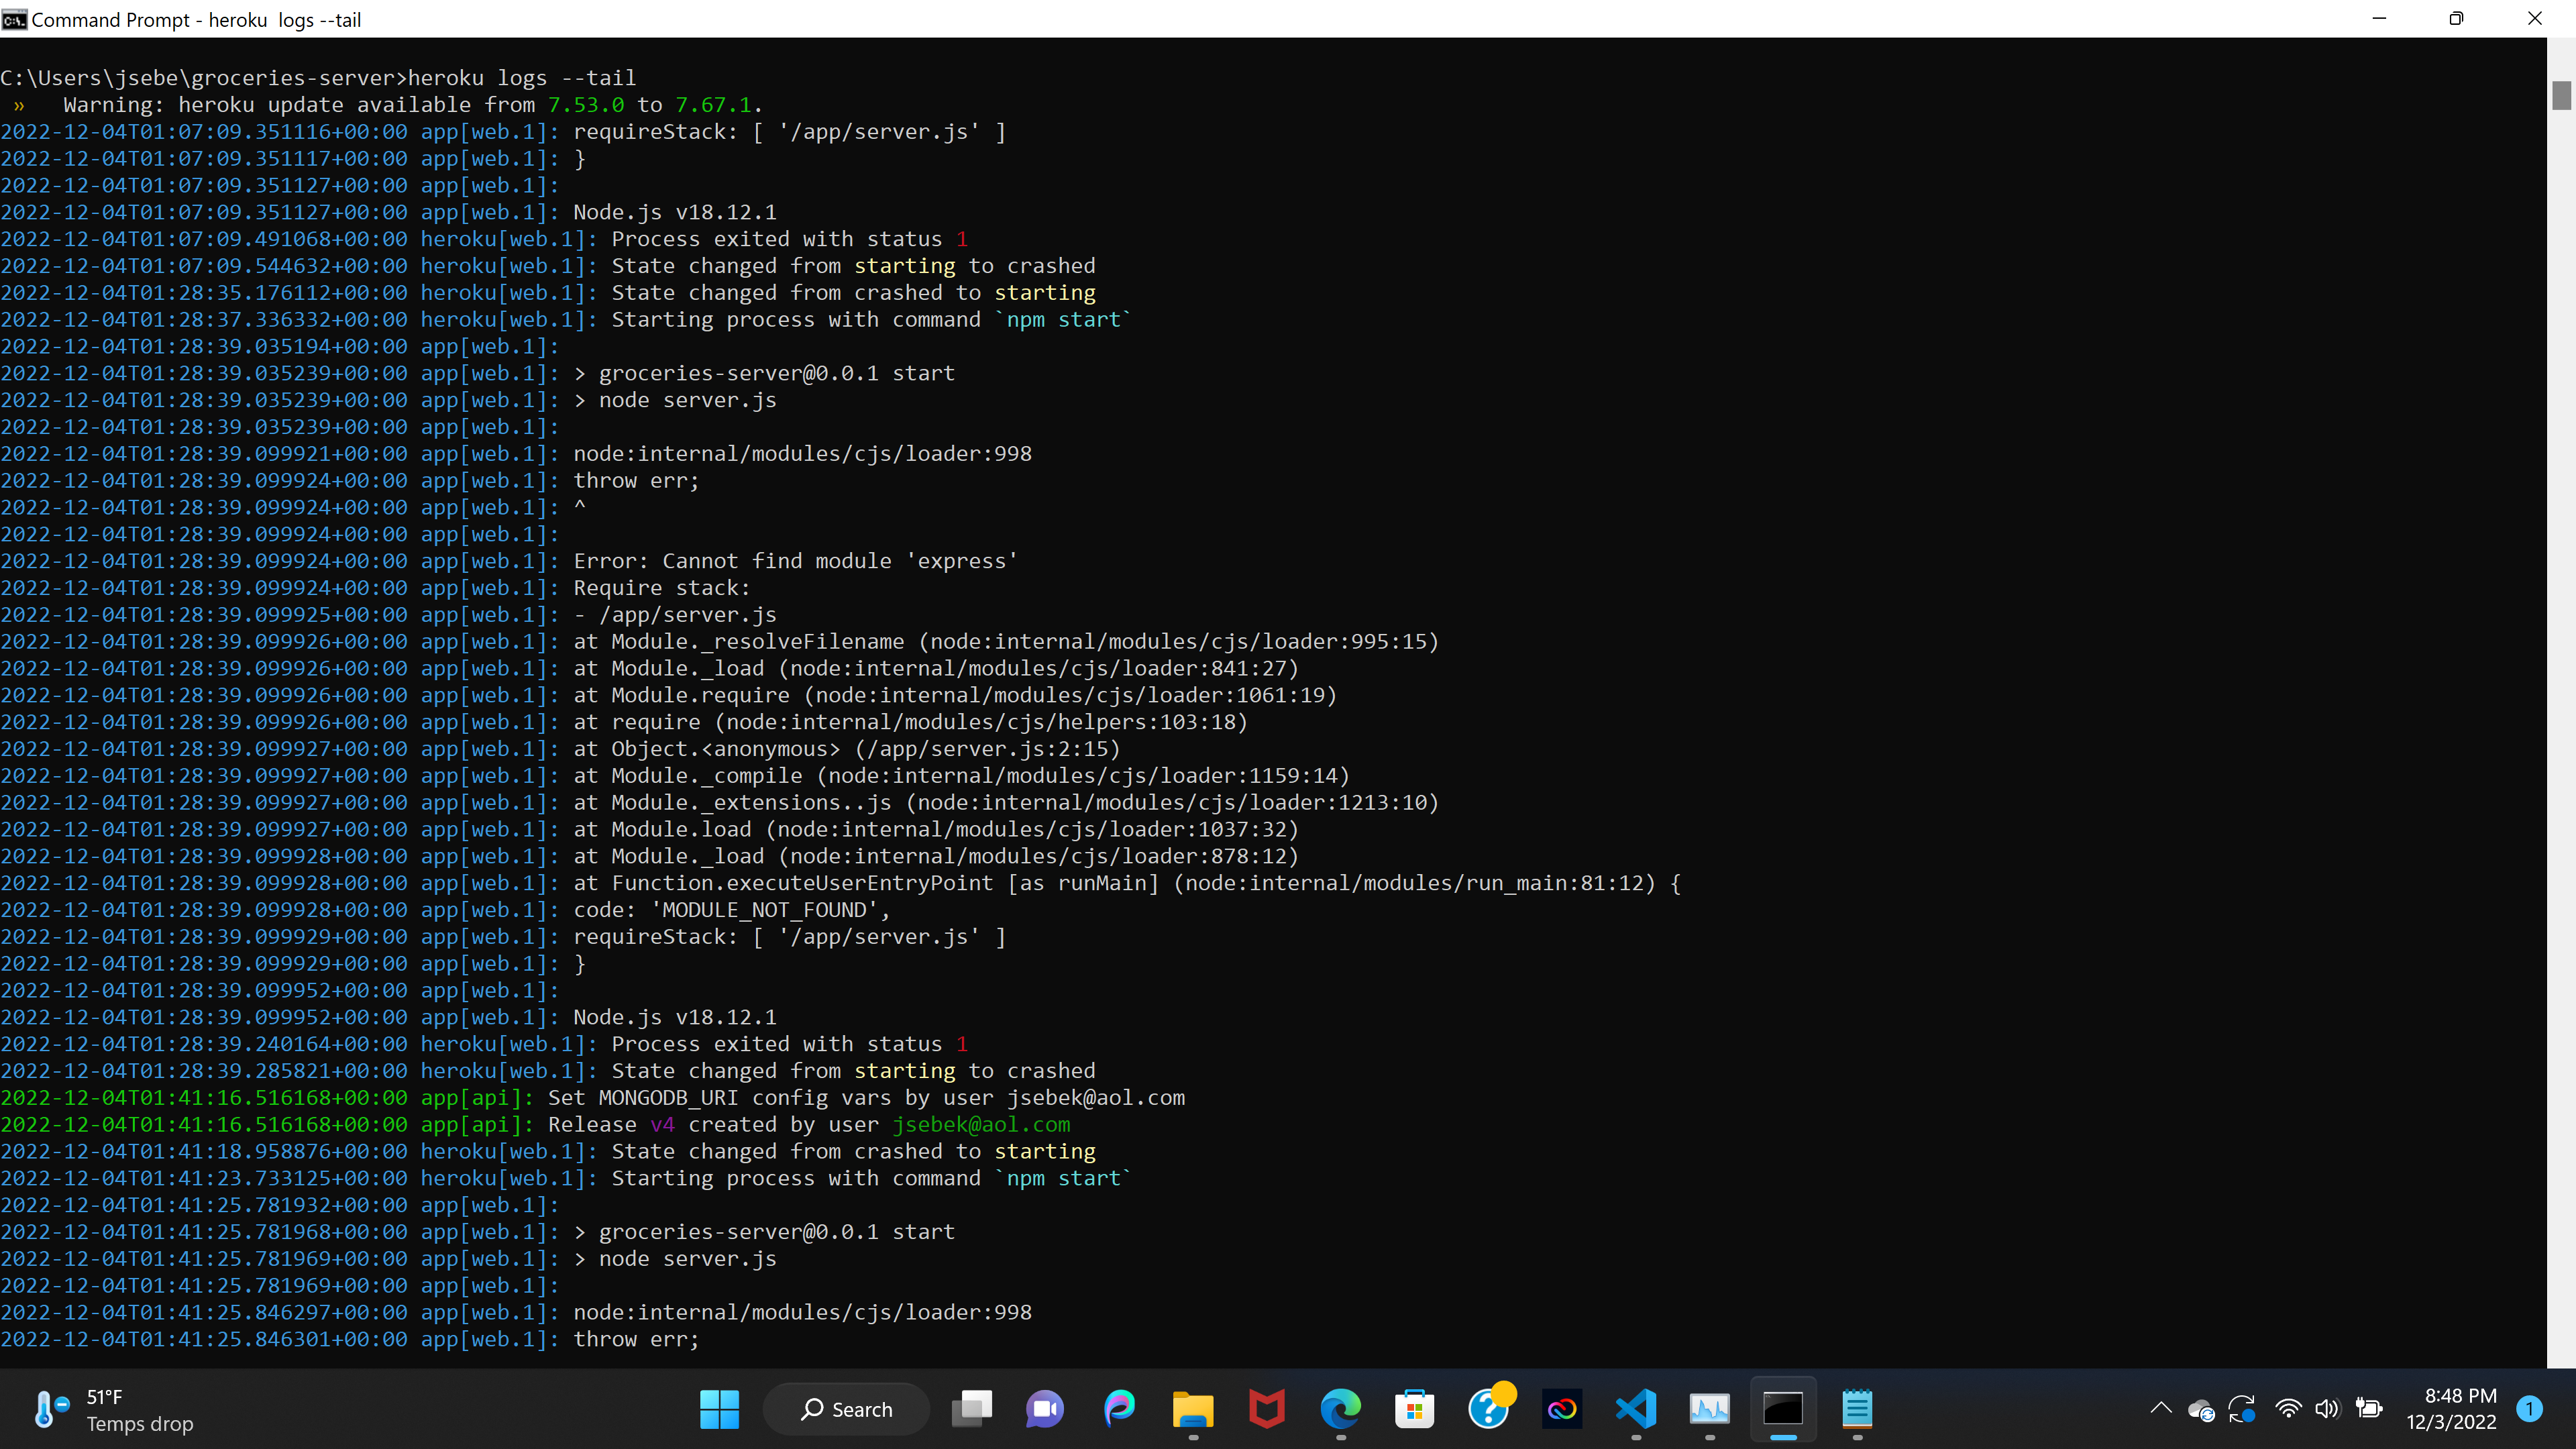 Command Prompt - heroku  logs --tail
C:\Users\jsebe\groceries-server>heroku logs --tail
»   Warning: heroku update available from 7.53.0 to 7.67.1.
2022-12-04T01:07:09.351116+00:00 app[web.1]: requireStack: [ '/app/server.js' ]
2022-12-04T01:07:09.351117+00:00 app[web.1]: }
2022-12-04T01:07:09.351127+00:00 app[web.1]:
2022-12-04T01:07:09.351127+00:00 app[web.1]: Node.js v18.12.1
2022-12-04T01:07:09.491068+00:00 heroku[web.1]: Process exited with status 1
2022-12-04T01:07:09.544632+00:00 heroku[web.1]: State changed from starting to crashed
2022-12-04T01:28:35.176112+00:00 heroku[web.1]: State changed from crashed to starting
2022-12-04T01:28:37.336332+00:00 heroku[web.1]: Starting process with command `npm start`
2022-12-04T01:28:39.035194+00:00 app[web.1]:
2022-12-04T01:28:39.035239+00:00 app[web.1]: > groceries-server@0.0.1 start
2022-12-04T01:28:39.035239+00:00 app[web.1]: > node server.js
2022-12-04T01:28:39.035239+00:00 app[web.1]:
2022-12-04T01:28:39.099921+00:00 app[web.1]: node:internal/modules/cjs/loader:998
2022-12-04T01:28:39.099924+00:00 app[web.1]: throw err;
2022-12-04T01:28:39.099924+00:00 app[web.1]: ^
2022-12-04T01:28:39.099924+00:00 app[web.1]:
2022-12-04T01:28:39.099924+00:00 app[web.1]: Error: Cannot find module 'express'
2022-12-04T01:28:39.099924+00:00 app[web.1]: Require stack:
2022-12-04T01:28:39.099925+00:00 app[web.1]: - /app/server.js
2022-12-04T01:28:39.099926+00:00 app[web.1]: at Module._resolveFilename (node:internal/modules/cjs/loader:995:15)
2022-12-04T01:28:39.099926+00:00 app[web.1]: at Module._load (node:internal/modules/cjs/loader:841:27)
2022-12-04T01:28:39.099926+00:00 app[web.1]: at Module.require (node:internal/modules/cjs/loader:1061:19)
2022-12-04T01:28:39.099926+00:00 app[web.1]: at require (node:internal/modules/cjs/helpers:103:18)
2022-12-04T01:28:39.099927+00:00 app[web.1]: at Object.<anonymous> (/app/server.js:2:15)
2022-12-04T01:28:39.099927+00:00 app[web.1]: at Module._compile (node:internal/modules/cjs/loader:1159:14)
2022-12-04T01:28:39.099927+00:00 app[web.1]: at Module._extensions..js (node:internal/modules/cjs/loader:1213:10)
2022-12-04T01:28:39.099927+00:00 app[web.1]: at Module.load (node:internal/modules/cjs/loader:1037:32)
2022-12-04T01:28:39.099928+00:00 app[web.1]: at Module._load (node:internal/modules/cjs/loader:878:12)
2022-12-04T01:28:39.099928+00:00 app[web.1]: at Function.executeUserEntryPoint [as runMain] (node:internal/modules/run_main:81:12) {
2022-12-04T01:28:39.099928+00:00 app[web.1]: code: 'MODULE_NOT_FOUND',
2022-12-04T01:28:39.099929+00:00 app[web.1]: requireStack: [ '/app/server.js' ]
2022-12-04T01:28:39.099929+00:00 app[web.1]: }
2022-12-04T01:28:39.099952+00:00 app[web.1]:
2022-12-04T01:28:39.099952+00:00 app[web.1]: Node.js v18.12.1
2022-12-04T01:28:39.240164+00:00 heroku[web.1]: Process exited with status 1
2022-12-04T01:28:39.285821+00:00 heroku[web.1]: State changed from starting to crashed
2022-12-04T01:41:16.516168+00:00 app[api]: Set MONGODB_URI config vars by user jsebek@aol.com
2022-12-04T01:41:16.516168+00:00 app[api]: Release v4 created by user jsebek@aol.com
2022-12-04T01:41:18.958876+00:00 heroku[web.1]: State changed from crashed to starting
2022-12-04T01:41:23.733125+00:00 heroku[web.1]: Starting process with command `npm start`
2022-12-04T01:41:25.781932+00:00 app[web.1]:
2022-12-04T01:41:25.781968+00:00 app[web.1]: > groceries-server@0.0.1 start
2022-12-04T01:41:25.781969+00:00 app[web.1]: > node server.js
2022-12-04T01:41:25.781969+00:00 app[web.1]:
2022-12-04T01:41:25.846297+00:00 app[web.1]: node:internal/modules/cjs/loader:998
2022-12-04T01:41:25.846301+00:00 app[web.1]: throw err;
51°F
Temps drop
Search
8:48 PM
12/3/2022
1